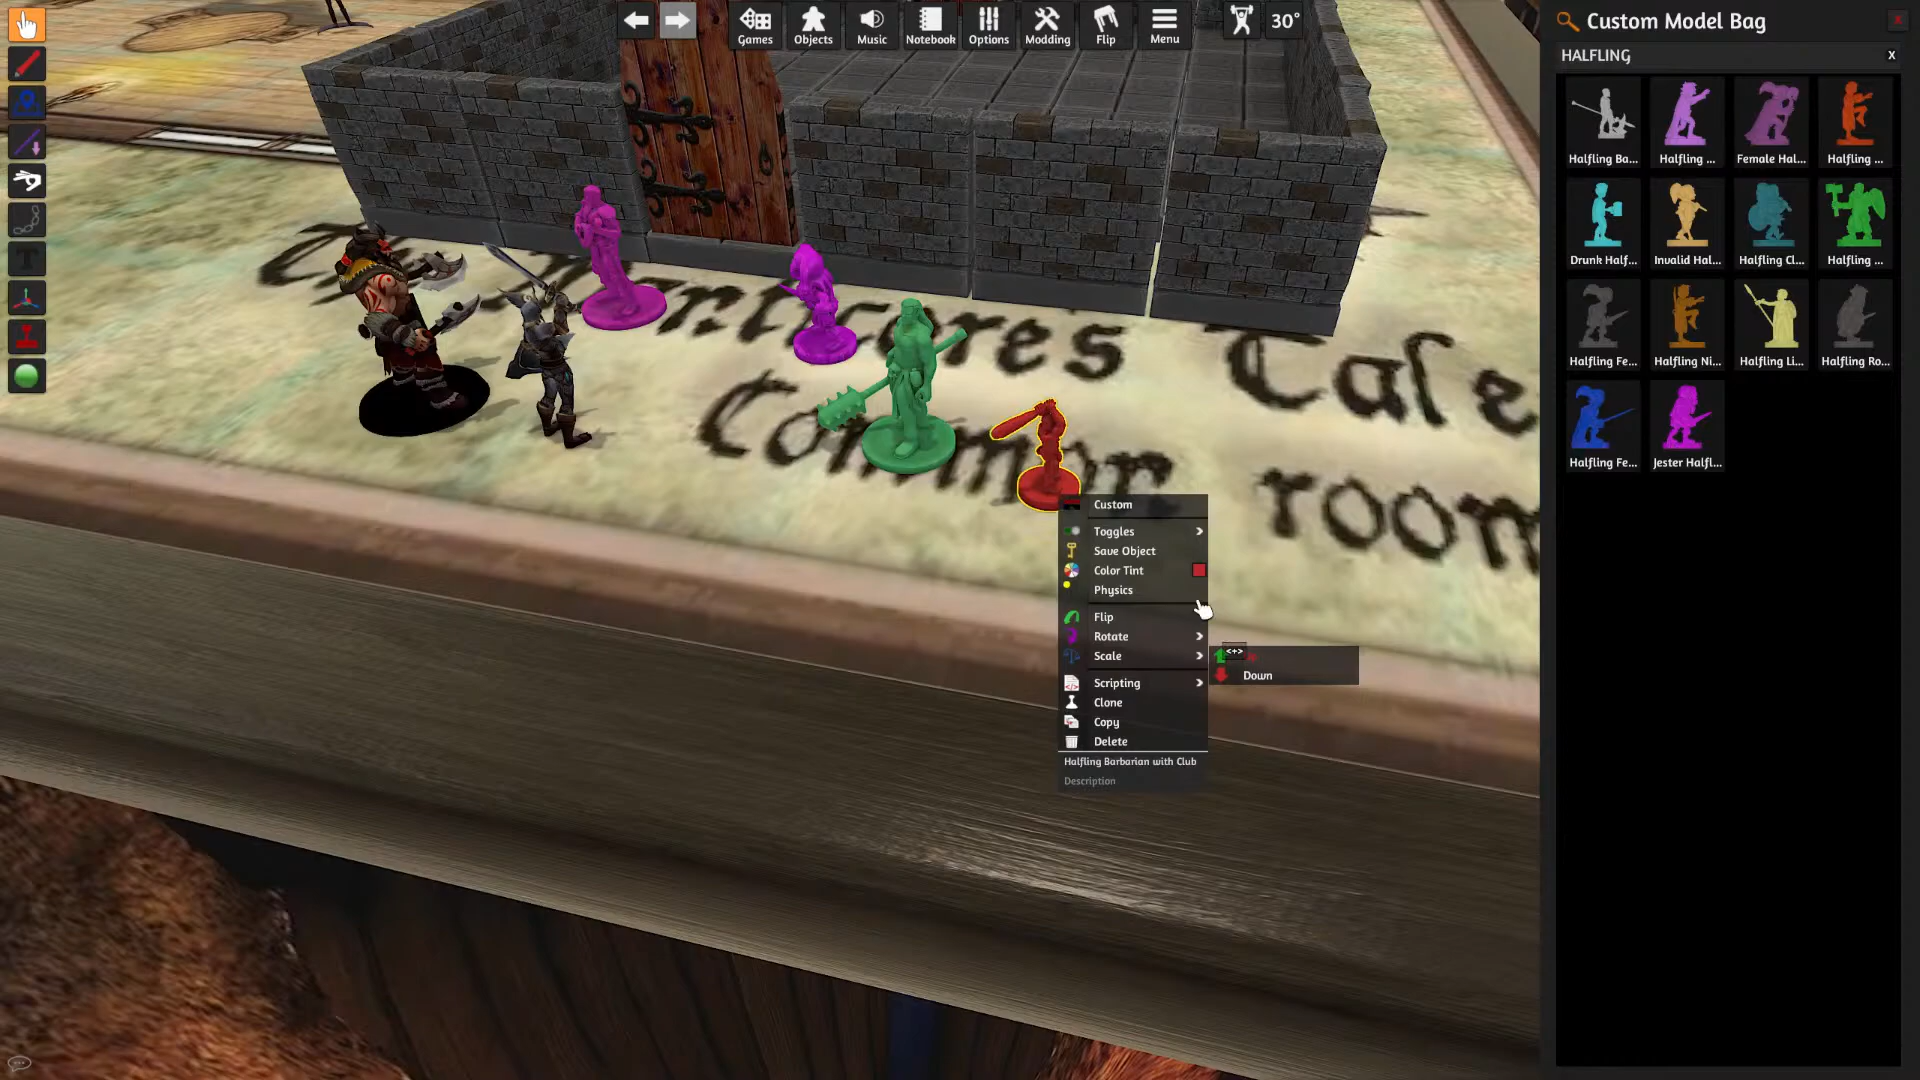 Games Objects Music Notebook Options Modding Flip Menu 30°
Custom Model Bag
HALFLING X
Halfling Ba... Halfling ... Female Hal... Halfling ...
Drunk Half... Invalid Hal... Halfling Cl... Halfling ...
Halfling Fe... Halfling Ni... Halfling Li... Halfling Ro...
Halfling Fe... Jester Halfl...
Tale
Common room
Custom
Toggles
Save Object
Color Tint
Physics
Flip
Rotate
Scale
<+>
Down
Scripting
Clone
Copy
Delete
Halfling Barbarian with Club
Description